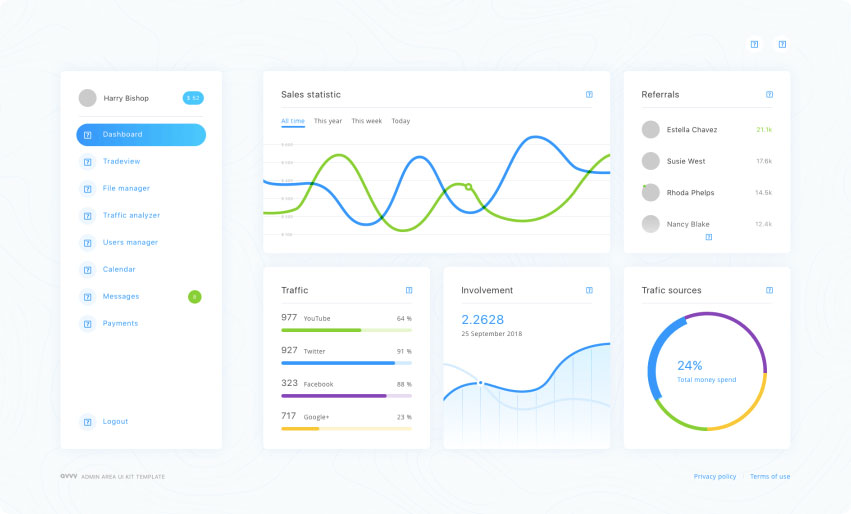 Harry Bishop
$ 52
Dashboard
Tradeview
File manager
Traffic analyzer
Users manager
Calendar
Messages
8
Payments
Logout
Sales statistic
All time This year This week Today
Referrals
Estella Chavez 21.1k
Susie West 17.6k
Rhoda Phelps 14.5k
Nancy Blake 12.4k
Traffic
977 YouTube 64 %
927 Twitter 91 %
323 Facebook 88 %
717 Google+ 23 %
Involvement
2.2628
25 September 2018
Trafic sources
24%
Total money spend
ADMIN AREA UI KIT TEMPLATE
Privacy policy Terms of use